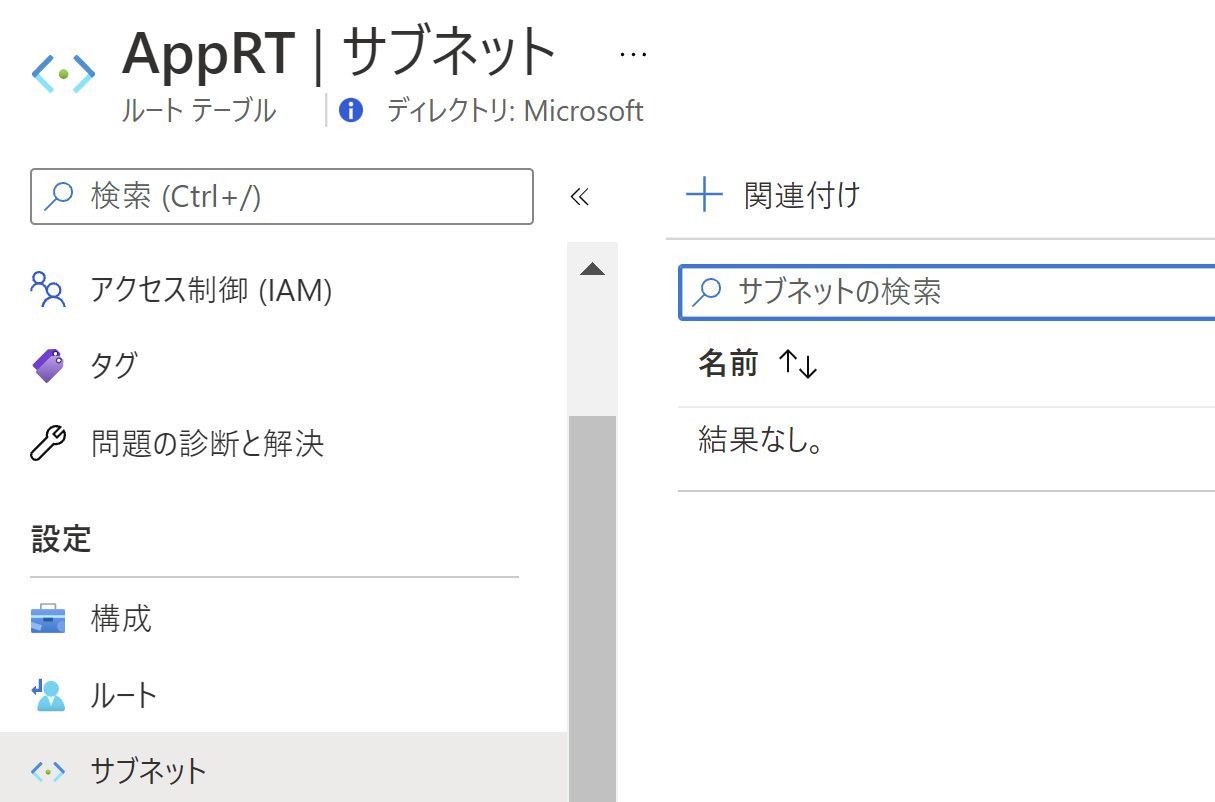 AppRT | サブネット ...
ルート テーブル
ディレクトリ: Microsoft
検索 (Ctrl+/)
アクセス制御 (IAM)
タグ
問題の診断と解決
設定
構成
ルート
サブネット
関連付け
サブネットの検索
名前
結果なし。